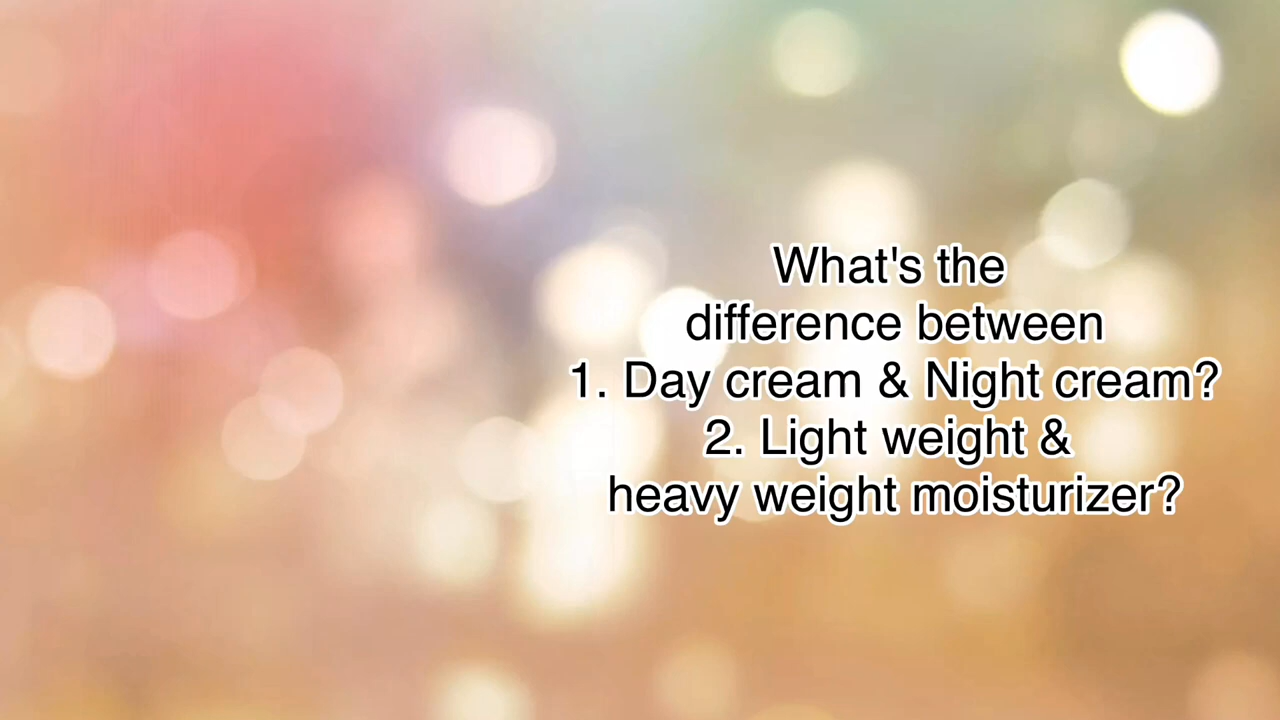 What's the
difference between
1. Day cream & Night cream?
2. Light weight &
heavy weight moisturizer?